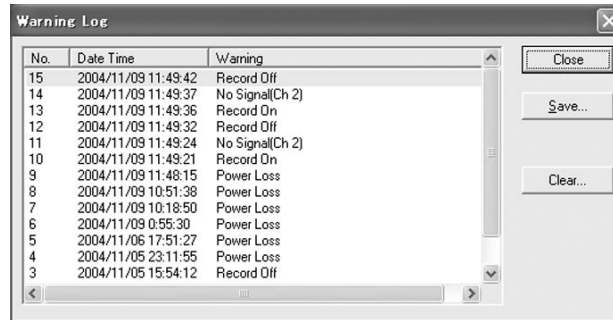 Warning Log
No. Date Time Warning
15 2004/11/09 11:49:42 Record Off
14 2004/11/09 11:49:37 No Signal(Ch 2)
13 2004/11/09 11:49:36 Record On
12 2004/11/09 11:49:32 Record Off
11 2004/11/09 11:49:24 No Signal(Ch 2)
10 2004/11/09 11:49:21 Record On
9 2004/11/09 11:48:15 Power Loss
8 2004/11/09 10:51:38 Power Loss
7 2004/11/09 10:18:50 Power Loss
6 2004/11/09 0:55:30 Power Loss
5 2004/11/06 17:51:27 Power Loss
4 2004/11/05 23:11:55 Power Loss
3 2004/11/05 15:54:12 Record Off
Close
Save...
Clear...